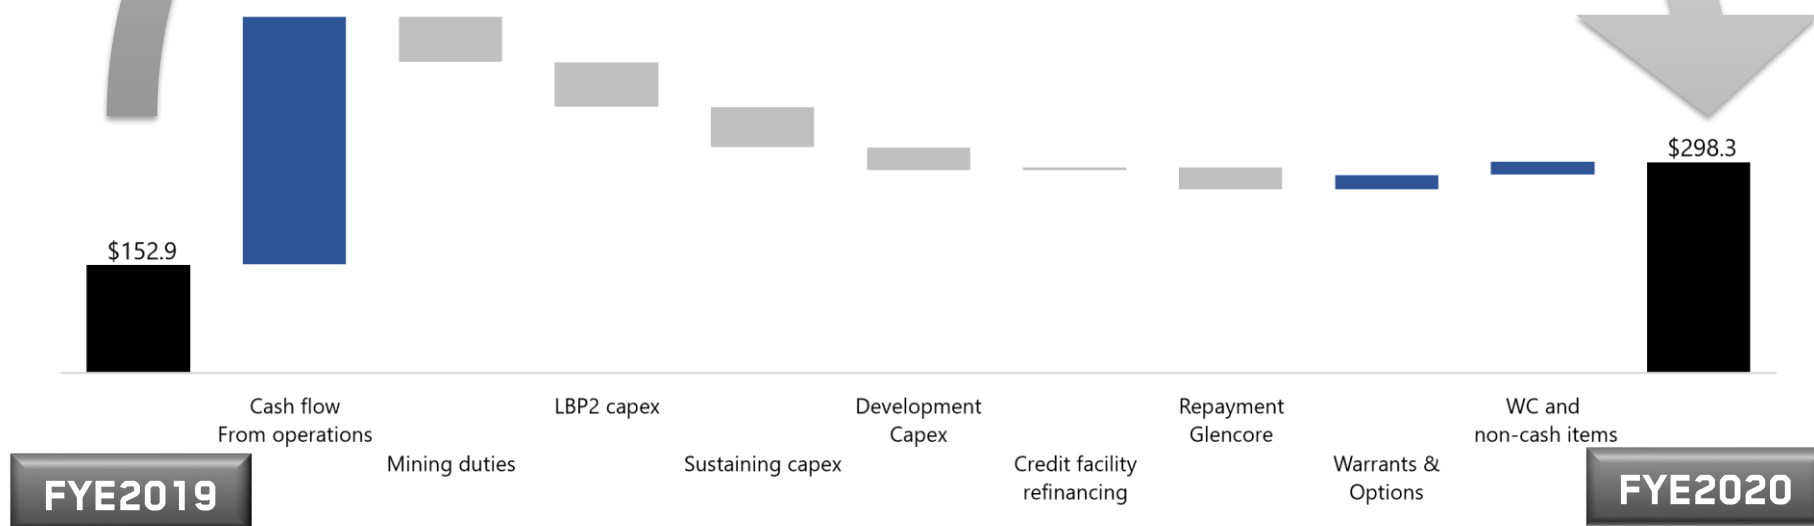 $152.9
$298.3
Cash flow
From operations
Mining duties
LBP2 capex
Sustaining capex
Development
Capex
Credit facility
refinancing
Repayment
Glencore
Warrants &
Options
WC and
non-cash items
FYE2019
FYE2020